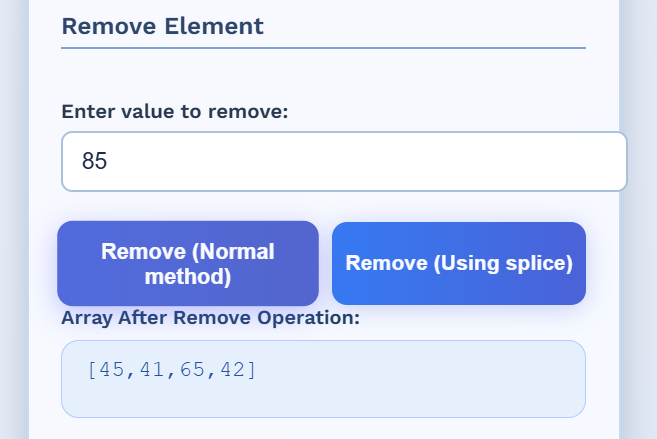 Remove Element
Enter value to remove:
85
Remove (Normal
method)
Remove (Using splice)
Array After Remove Operation:
[45,41,65,42]